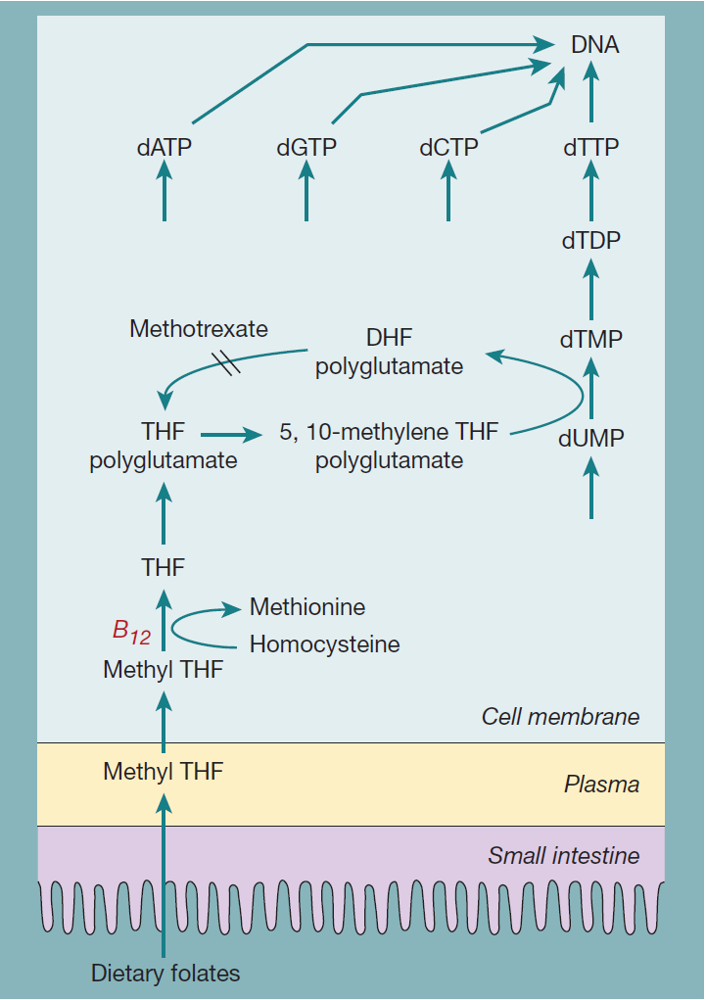 DNA
dATP
dGTP
dCTP
dTTP
dTDP
Methotrexate
DHF
polyglutamate
dTMP
THF
polyglutamate
5, 10-methylene THF
polyglutamate
dUMP
THF
B12
Methionine
Homocysteine
Methyl THF
Cell membrane
Methyl THF
Plasma
Small intestine
Dietary folates